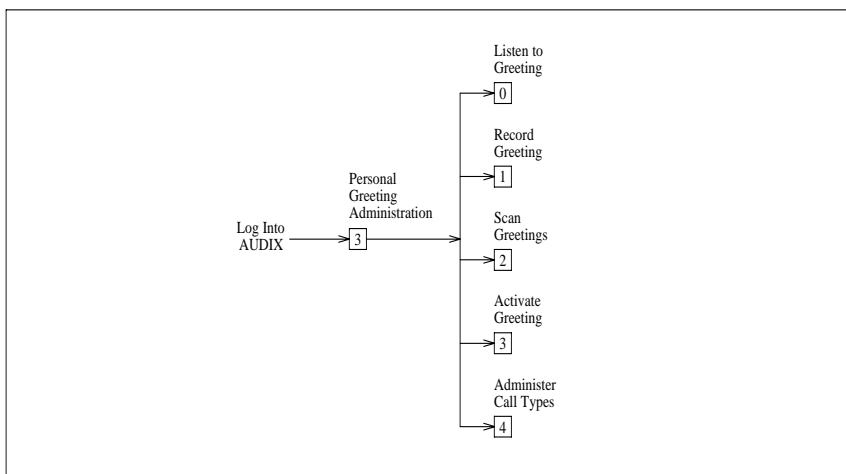 Listen to
Greeting
0
Record
Greeting
1
Personal
Greeting
Administration
Log Into
AUDIX
3
Scan
Greetings
2
Activate
Greeting
3
Administer
Call Types
4